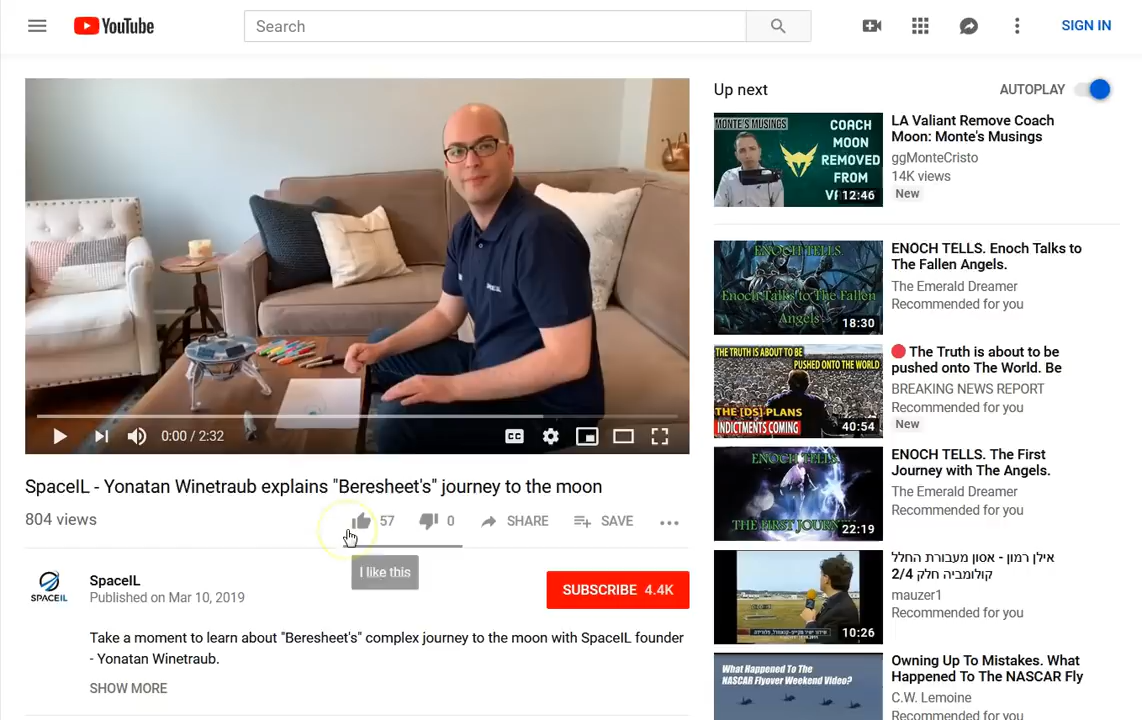 YouTube
Search
SIGN IN
SPACEIL
0:00 / 2:32
CC
SpaceIL - Yonatan Winetraub explains "Beresheet's" journey to the moon
804 views
57
0
SHARE
SAVE
I like this
SPACEIL
SpaceIL
Published on Mar 10, 2019
SUBSCRIBE 4.4K
Take a moment to learn about "Beresheet's" complex journey to the moon with SpaceIL founder
- Yonatan Winetraub.
SHOW MORE
Up next
AUTOPLAY
MONTE'S MUSINGS
COACH
MOON
REMOVED
FROM
12:46
LA Valiant Remove Coach
Moon: Monte's Musings
ggMonteCristo
14K views
New
ENOCH TELLS.
Enoch Talks to The Fallen
Angels.
18:30
ENOCH TELLS. Enoch Talks to
The Fallen Angels.
The Emerald Dreamer
Recommended for you
THE TRUTH IS ABOUT TO BE
PUSHED ONTO THE WORLD
THE [DS] PLANS
INDICTMENTS COMING
40:54
The Truth is about to be
pushed onto The World. Be
BREAKING NEWS REPORT
Recommended for you
New
ENOCH TELLS
THE FIRST JOURNEY
22:19
ENOCH TELLS. The First
Journey with The Angels.
The Emerald Dreamer
Recommended for you
10:26
אילן רמון - אסון מעבורת החלל
קולומביה חלק 2/4
mauzer1
Recommended for you
What Happened To The
NASCAR Flyover Weekend Video?
Owning Up To Mistakes. What
Happened To The NASCAR Fly
C.W. Lemoine
Recommended for you